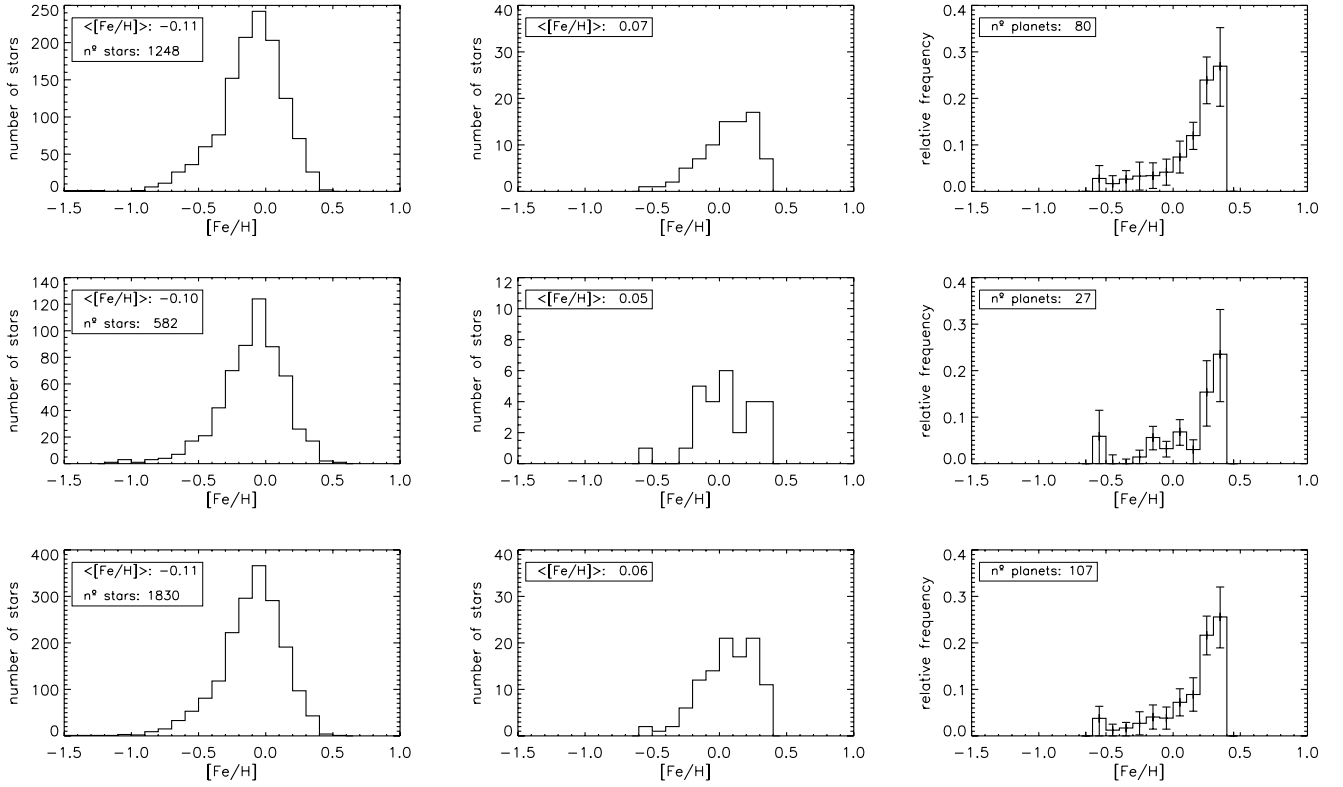 250
200
150
100
50
0
number of stars
<[Fe/H]>: −0.11
nº stars: 1248
−1.5 −1.0 −0.5 0.0 0.5 1.0
[Fe/H]
40
30
20
10
0
number of stars
<[Fe/H]>: 0.07
−1.5 −1.0 −0.5 0.0 0.5 1.0
[Fe/H]
0.4
0.3
0.2
0.1
0.0
relative frequency
nº planets: 80
−1.5 −1.0 −0.5 0.0 0.5 1.0
[Fe/H]
140
120
100
80
60
40
20
0
number of stars
<[Fe/H]>: −0.10
nº stars: 582
−1.5 −1.0 −0.5 0.0 0.5 1.0
[Fe/H]
12
10
8
6
4
2
0
number of stars
<[Fe/H]>: 0.05
−1.5 −1.0 −0.5 0.0 0.5 1.0
[Fe/H]
0.4
0.3
0.2
0.1
0.0
relative frequency
nº planets: 27
−1.5 −1.0 −0.5 0.0 0.5 1.0
[Fe/H]
400
300
200
100
0
number of stars
<[Fe/H]>: −0.11
nº stars: 1830
−1.5 −1.0 −0.5 0.0 0.5 1.0
[Fe/H]
40
30
20
10
0
number of stars
<[Fe/H]>: 0.06
−1.5 −1.0 −0.5 0.0 0.5 1.0
[Fe/H]
0.4
0.3
0.2
0.1
0.0
relative frequency
nº planets: 107
−1.5 −1.0 −0.5 0.0 0.5 1.0
[Fe/H]